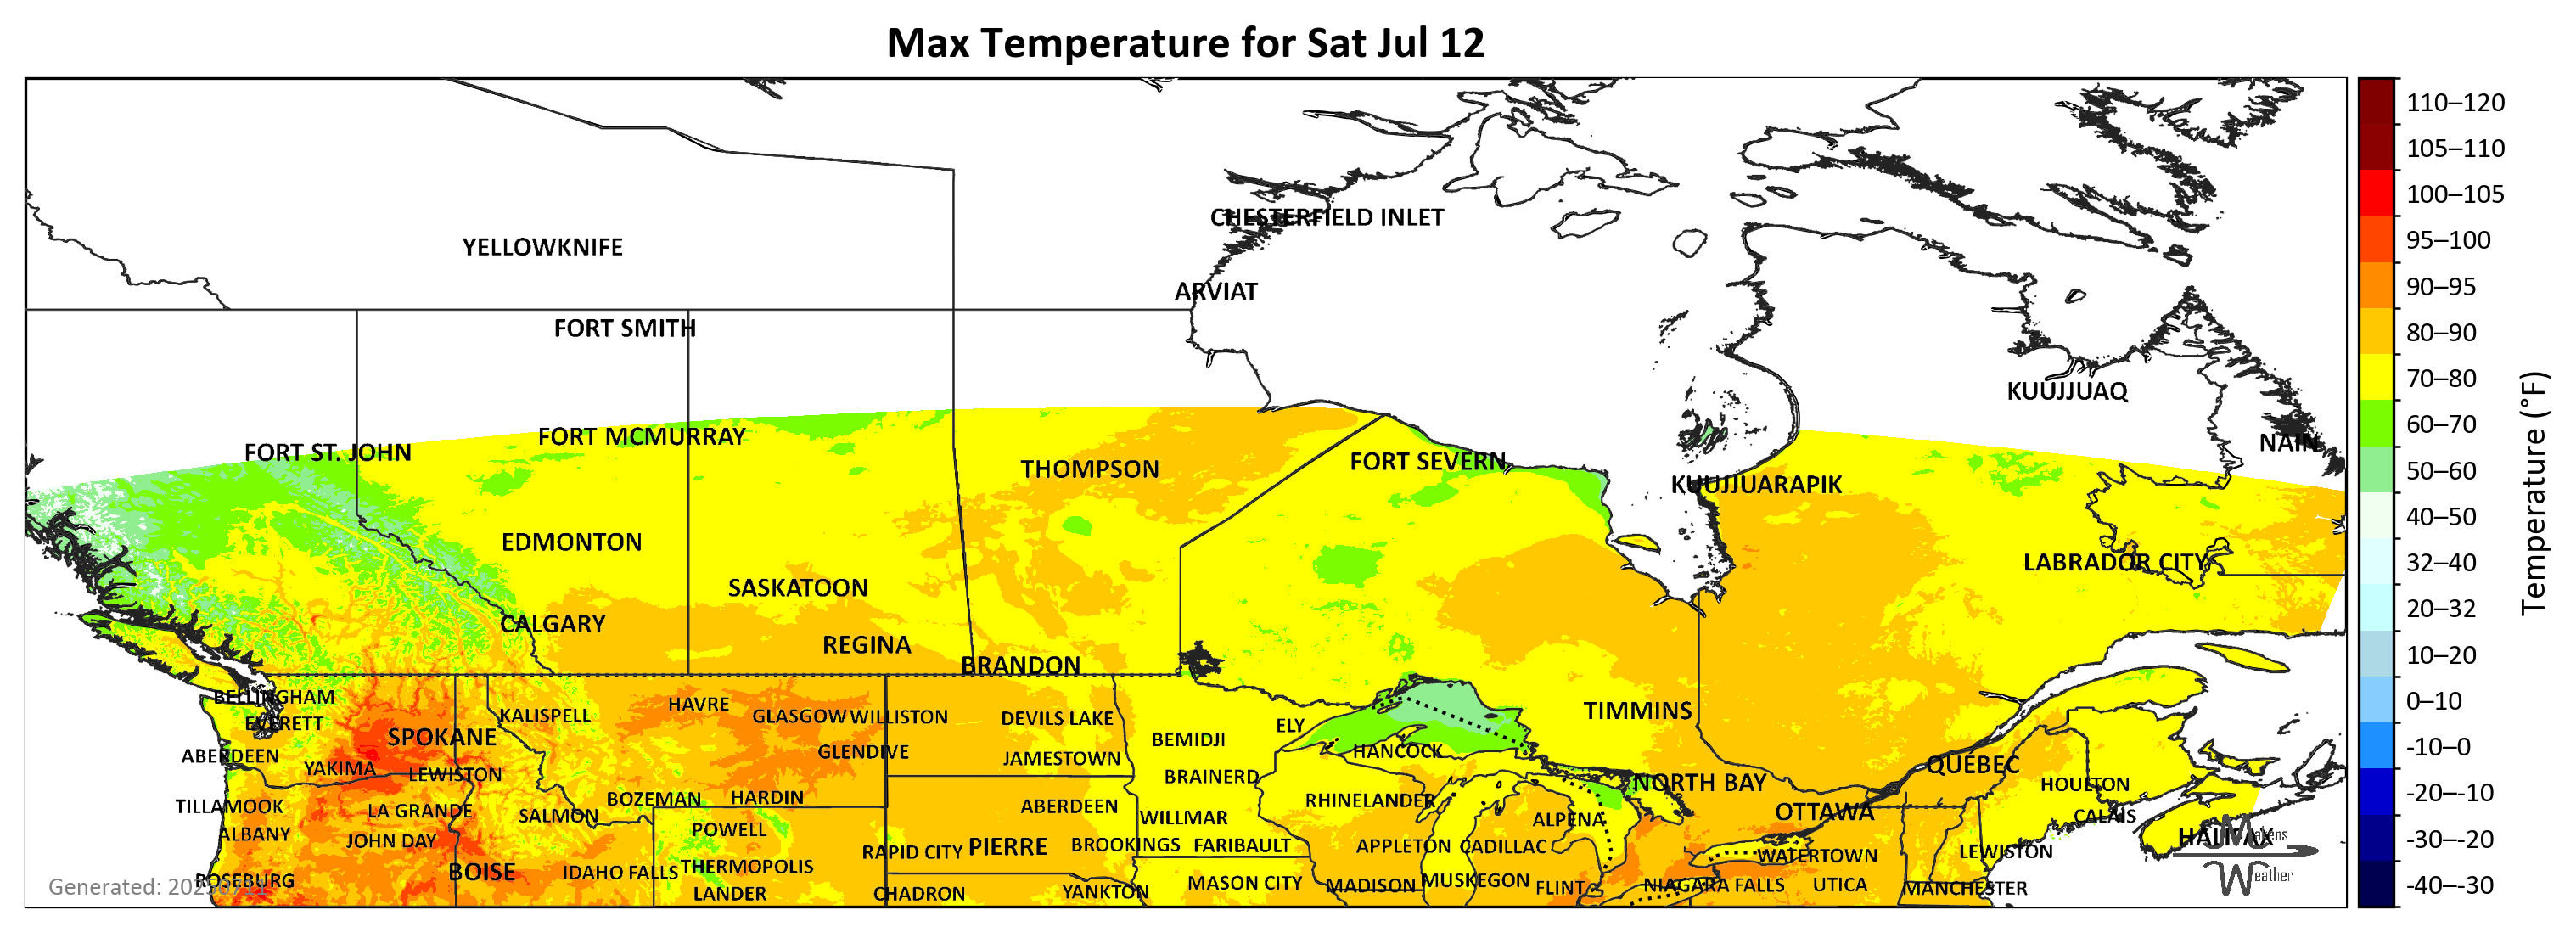 Max Temperature for Sat Jul 12
110–120
105–110
CHESTERFIELD INLET
100–105
YELLOWKNIFE
95–100
ARVIAT
90–95
FORT SMITH
80–90
KUUJJUAQ
70–80
FORT MCMURRAY
60–70
FORT ST. JOHN
NAIN
THOMPSON
FORT SEVERN
50–60
KUUJJUARAPIK
40–50
EDMONTON
LABRADOR CITY
32–40
SASKATOON
20–32
CALGARY
REGINA
10–20
BRANDON
BELLINGHAM
HAVRE
0–10
KALISPELL
GLASGOW
WILLISTON
DEVILS LAKE
TIMMINS
EVERETT
ELY
SPOKANE
BEMIDJI
-10–0
ABERDEEN
GLENDIVE
JAMESTOWN
HANCOCK
QUEBEC
YAKIMA
LEWISTON
BRAINERD
NORTH BAY
HOULTON
-20–-10
BOZEMAN
HARDIN
RHINELANDER
TILLAMOOK
LA GRANDE
SALMON
ABERDEEN
WILLMAR
ALPENA
OTTAWA
CALAIS
ALBANY
JOHN DAY
POWELL
-30–-20
HALIFAX
Makens
Weather
RAPID CITY
PIERRE
BROOKINGS
FARIBAULT
APPLETON
CADILLAC
WATERTOWN
LEWISTON
BOISE
IDAHO FALLS
THERMOPOLIS
ROSEBURG
LANDER
CHADRON
YANKTON
MASON CITY
MADISON
MUSKEGON
FLINT
NIAGARA FALLS
UTICA
MANCHESTER
-40–-30
Generated:
Temperature (°F)